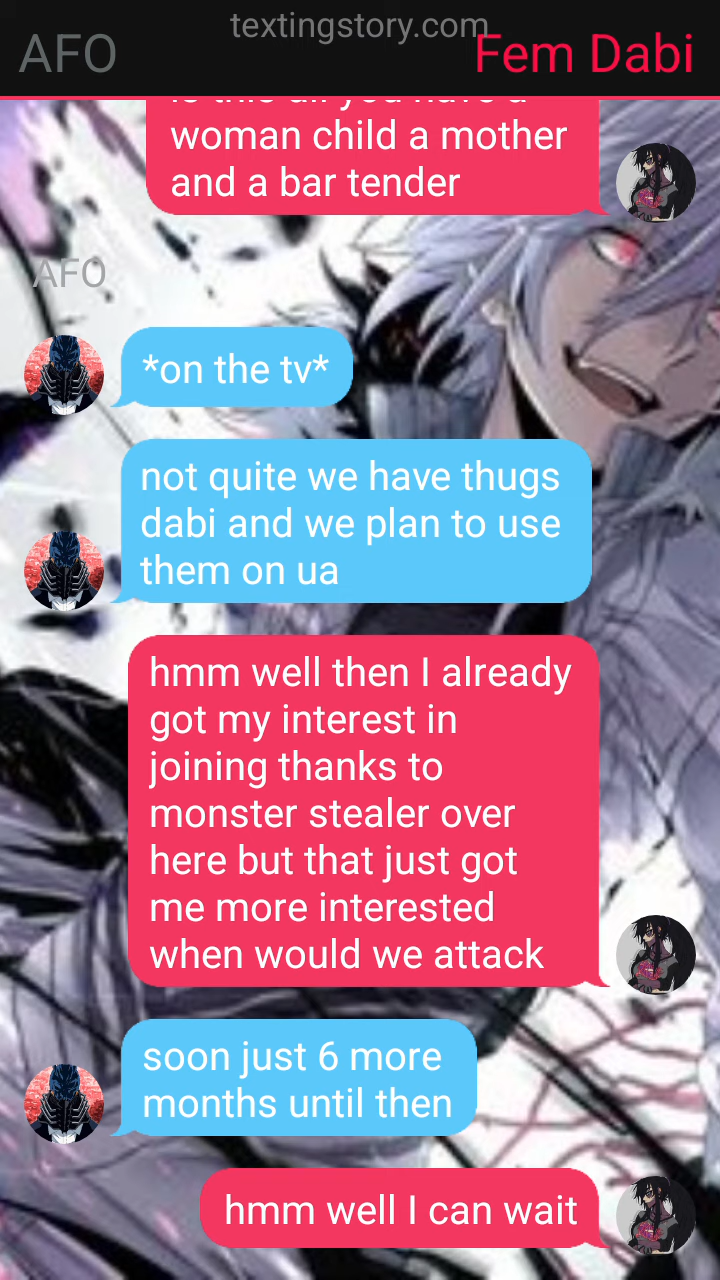 textingstory.com
AFO
Fem Dabi
woman child a mother
and a bar tender
AFO
*on the tv*
not quite we have thugs
dabi and we plan to use
them on ua
hmm well then I already
got my interest in
joining thanks to
monster stealer over
here but that just got
me more interested
when would we attack
soon just 6 more
months until then
hmm well I can wait